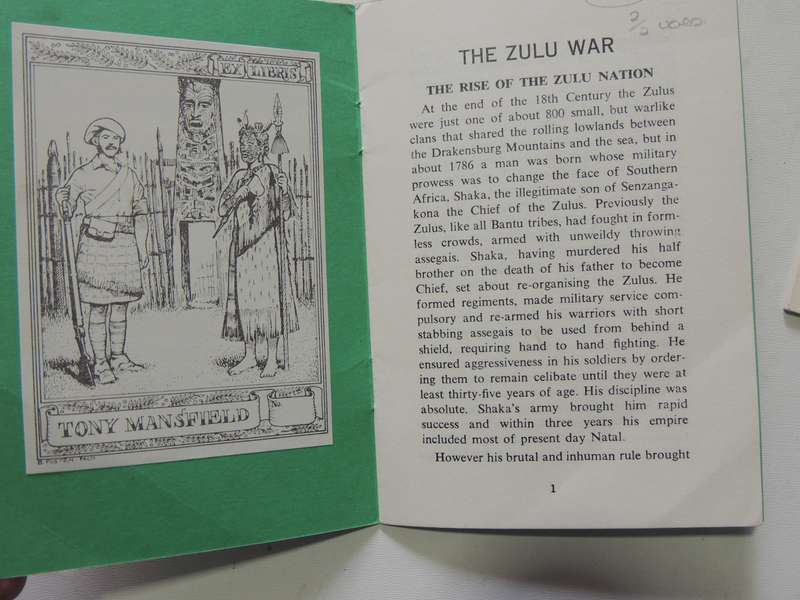 EX LIBRIS
TONY MANSFIELD
No.
THE ZULU WAR
THE RISE OF THE ZULU NATION
At the end of the 18th Century the Zulus
were just one of about 800 small, but warlike
clans that shared the rolling lowlands between
the Drakensburg Mountains and the sea, but in
about 1786 a man was born whose military
prowess was to change the face of Southern
Africa, Shaka, the illegitimate son of Senzanga-
kona the Chief of the Zulus. Previously the
Zulus, like all Bantu tribes, had fought in form-
less crowds, armed with unweildy throwing
assegais. Shaka, having murdered his half
brother on the death of his father to become
Chief, set about re-organising the Zulus. He
formed regiments, made military service com-
pulsory and re-armed his warriors with short
stabbing assegais to be used from behind a
shield, requiring hand to hand fighting. He
ensured aggressiveness in his soldiers by order-
ing them to remain celibate until they were at
least thirty-five years of age. His discipline was
absolute. Shaka's army brought him rapid
success and within three years his empire
included most of present day Natal.
However his brutal and inhuman rule brought
1